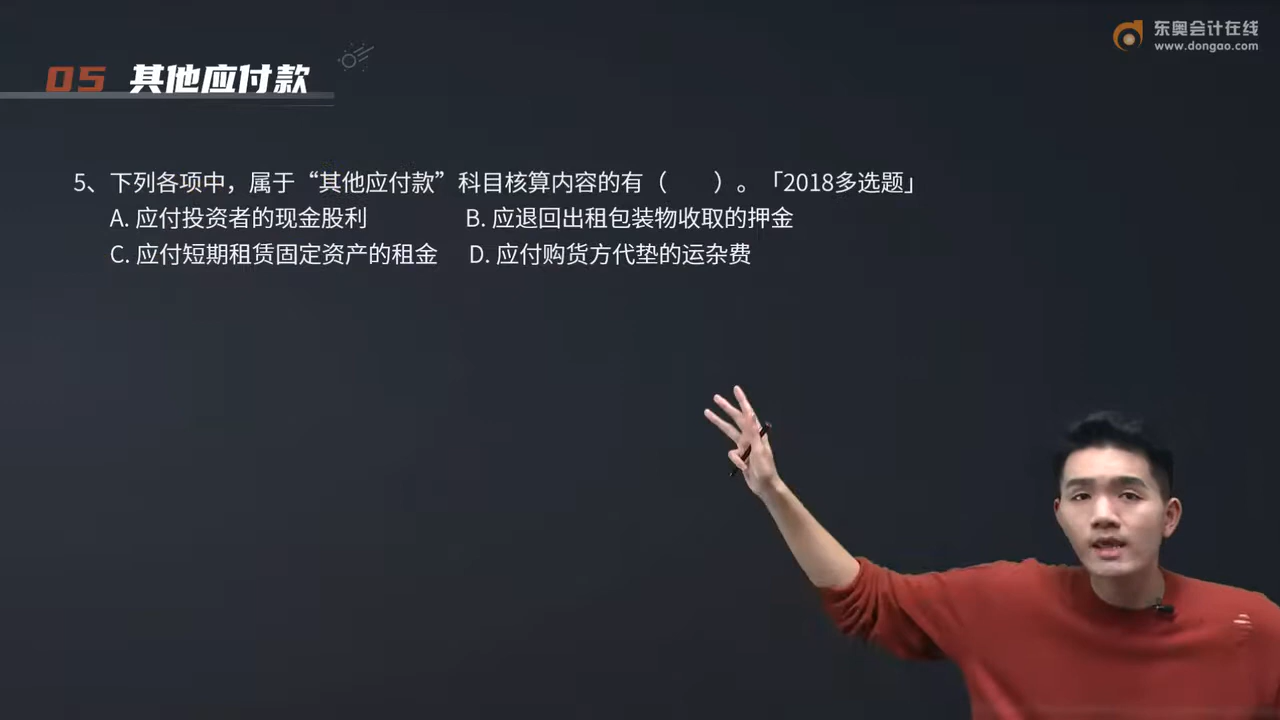 东奥会计在线
www.dongao.com
05 其他应付款
5、下列各项中，属于“其他应付款”科目核算内容的有（　　）。「2018多选题」
A. 应付投资者的现金股利 B. 应退回出租包装物收取的押金
C. 应付短期租赁固定资产的租金 D. 应付购货方代垫的运杂费